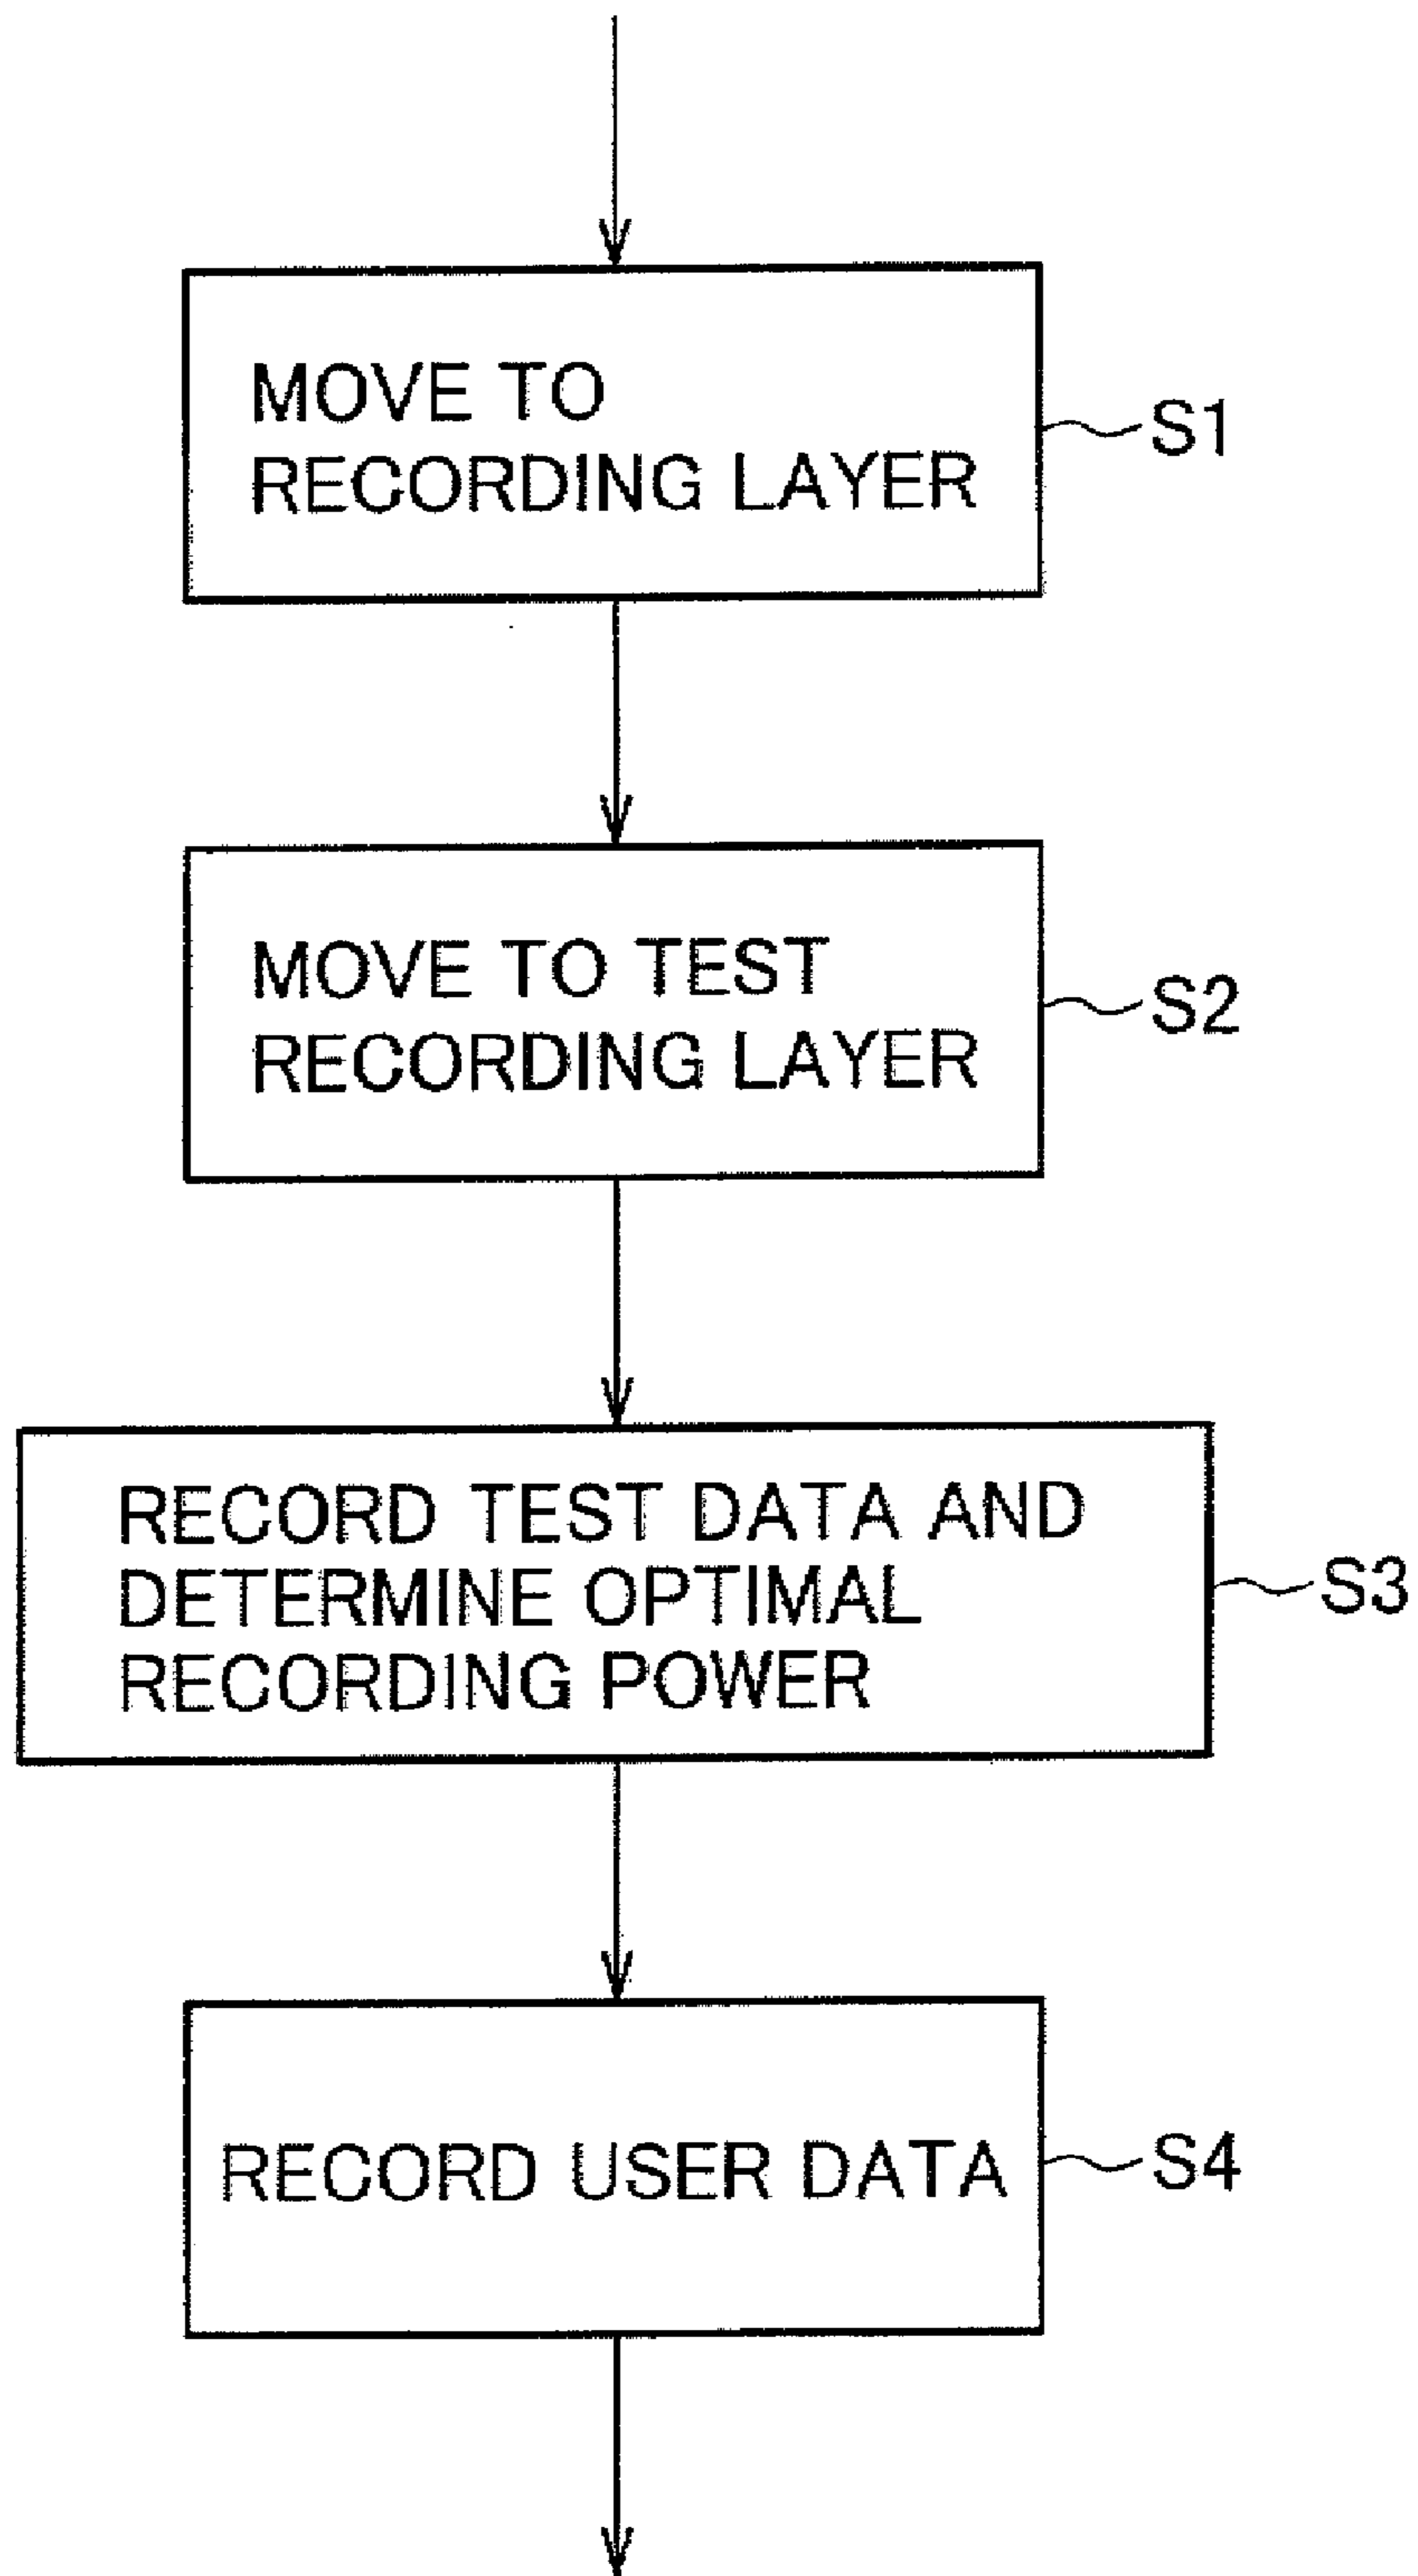 MOVE TO
RECORDING LAYER
S1
MOVE TO TEST
RECORDING LAYER
S2
RECORD TEST DATA AND
DETERMINE OPTIMAL
RECORDING POWER
S3
RECORD USER DATA
S4